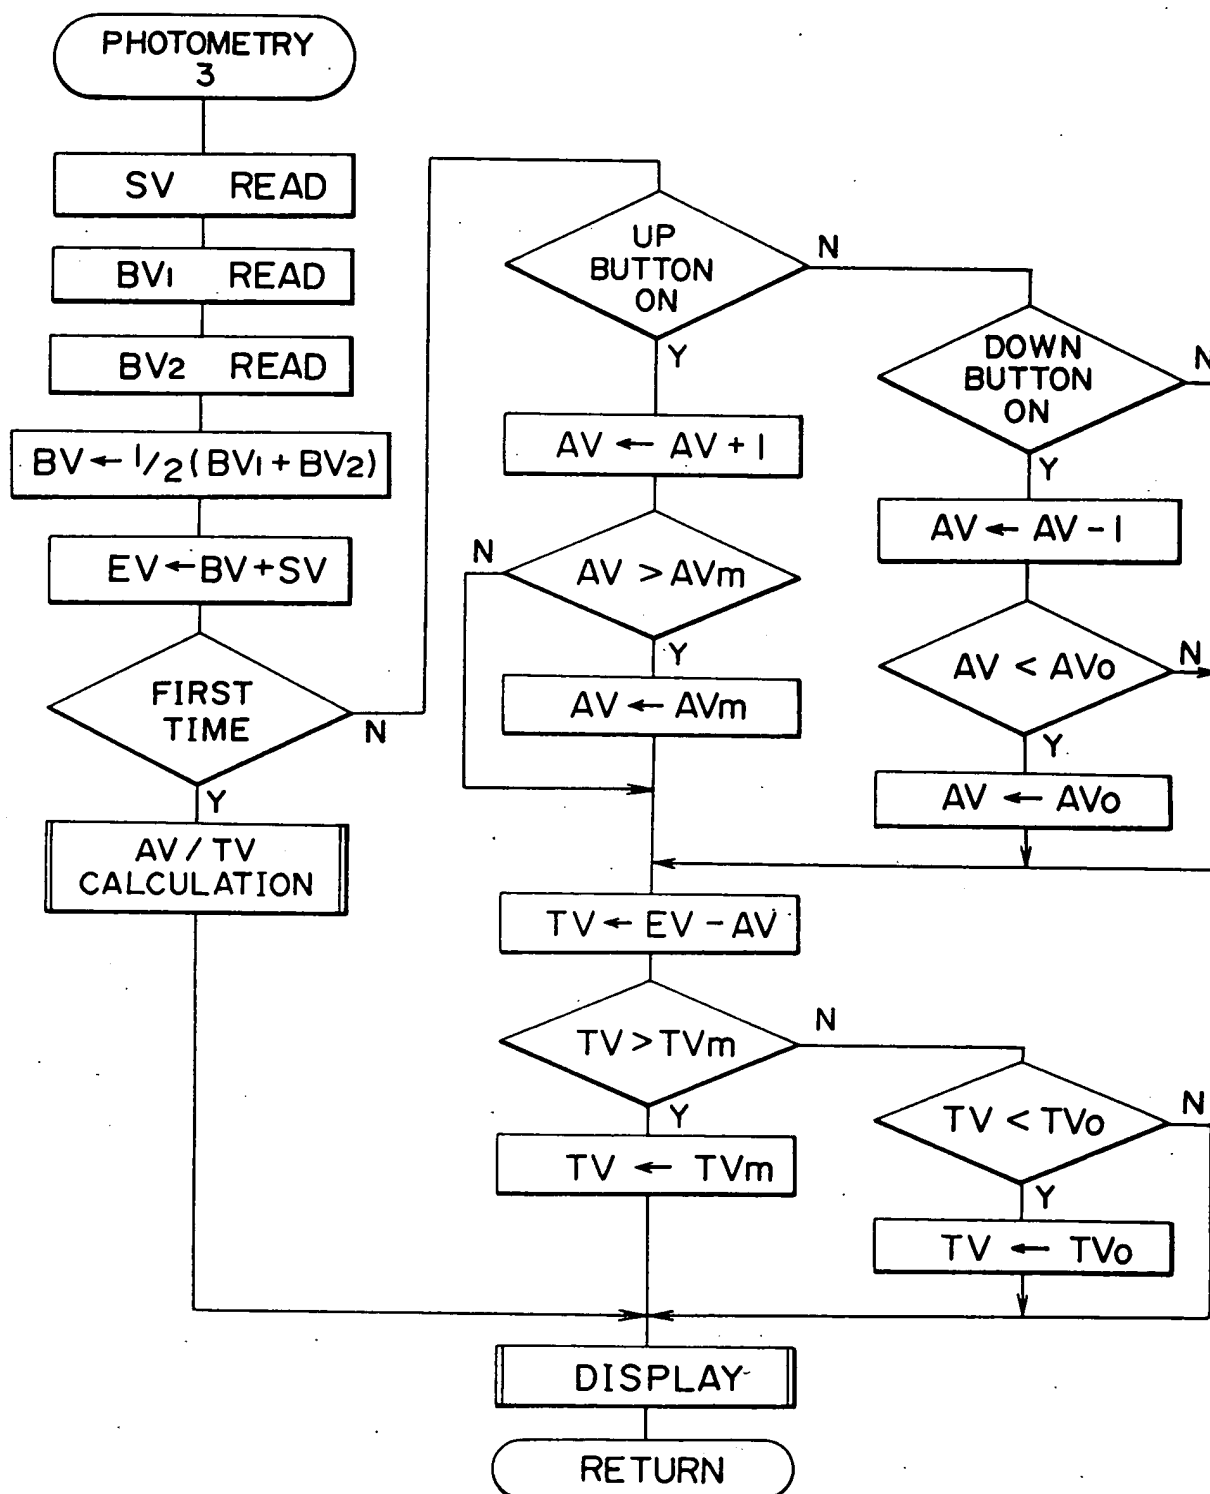 PHOTOMETRY
3
SV READ
BV1 READ
BV2 READ
BV ← 1/2 (BV1 + BV2)
EV ← BV + SV
FIRST
TIME
N
Y
AV / TV
CALCULATION
UP
BUTTON
ON
N
Y
AV ← AV + 1
AV > AVm
N
Y
AV ← AVm
DOWN
BUTTON
ON
N
Y
AV ← AV - 1
AV < AVo
N
Y
AV ← AVo
TV ← EV - AV
TV > TVm
N
Y
TV ← TVm
TV < TVo
N
Y
TV ← TVo
DISPLAY
RETURN